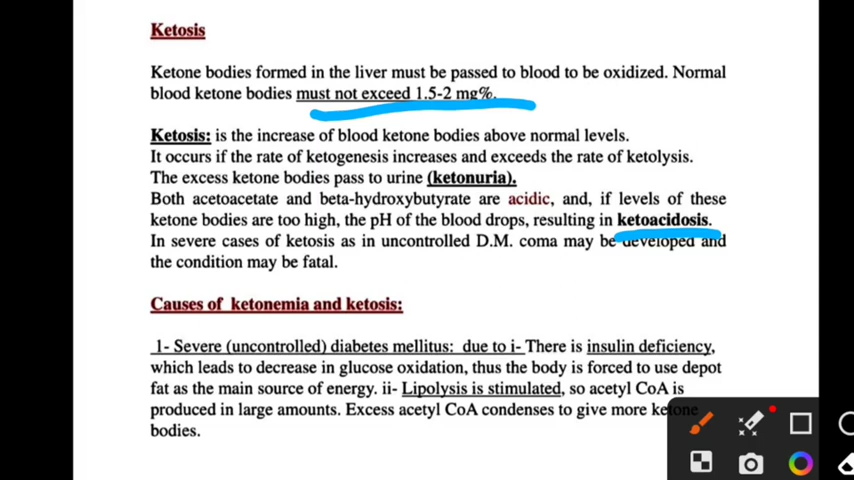 Ketosis
Ketone bodies formed in the liver must be passed to blood to be oxidized. Normal
blood ketone bodies must not exceed 1.5-2 mg%.
Ketosis: is the increase of blood ketone bodies above normal levels.
It occurs if the rate of ketogenesis increases and exceeds the rate of ketolysis.
The excess ketone bodies pass to urine (ketonuria).
Both acetoacetate and beta-hydroxybutyrate are acidic, and, if levels of these
ketone bodies are too high, the pH of the blood drops, resulting in ketoacidosis.
In severe cases of ketosis as in uncontrolled D.M. coma may be developed and
the condition may be fatal.
Causes of ketonemia and ketosis:
1- Severe (uncontrolled) diabetes mellitus: due to i- There is insulin deficiency,
which leads to decrease in glucose oxidation, thus the body is forced to use depot
fat as the main source of energy. ii- Lipolysis is stimulated, so acetyl CoA is
produced in large amounts. Excess acetyl CoA condenses to give more ketone
bodies.